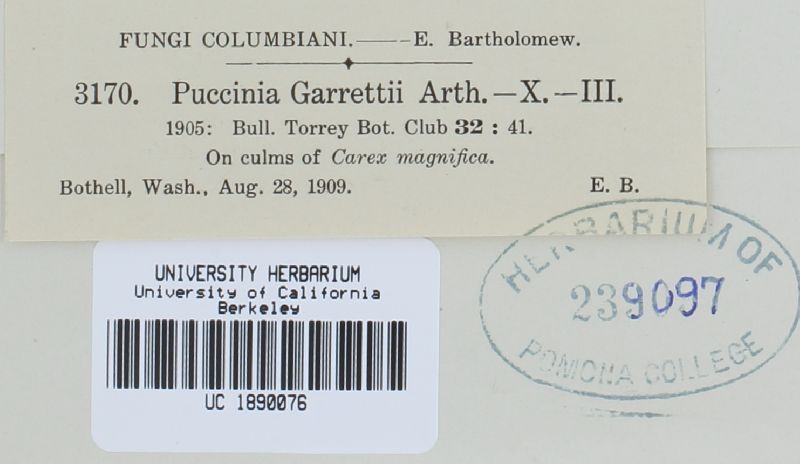 FUNGI COLUMBIANI.——E. Bartholomew.
3170. Puccinia Garrettii Arth.—X.—III.
1905: Bull. Torrey Bot. Club 32 : 41.
On culms of Carex magnifica.
Bothell, Wash., Aug. 28, 1909. E. B.
UNIVERSITY HERBARIUM
University of California
Berkeley
UC 1890076
HERBARIUM OF
239097
POMONA COLLEGE